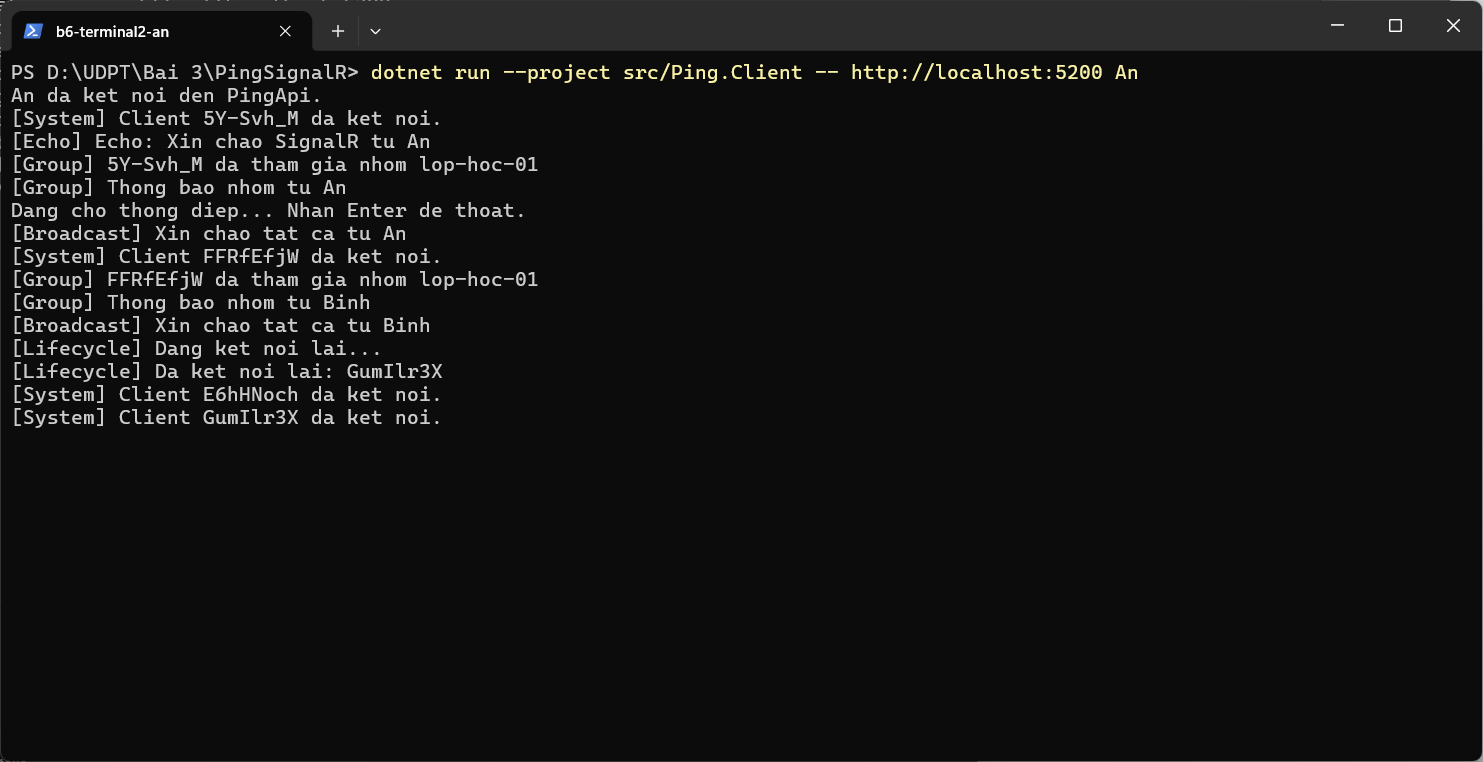 b6-terminal2-an
PS D:\UDPT\Bai 3\PingSignalR> dotnet run --project src/Ping.Client -- http://localhost:5200 An
An da ket noi den PingApi.
[System] Client 5Y-Svh_M da ket noi.
[Echo] Echo: Xin chao SignalR tu An
[Group] 5Y-Svh_M da tham gia nhom lop-hoc-01
[Group] Thong bao nhom tu An
Dang cho thong diep... Nhan Enter de thoat.
[Broadcast] Xin chao tat ca tu An
[System] Client FFRfEfjW da ket noi.
[Group] FFRfEfjW da tham gia nhom lop-hoc-01
[Group] Thong bao nhom tu Binh
[Broadcast] Xin chao tat ca tu Binh
[Lifecycle] Dang ket noi lai...
[Lifecycle] Da ket noi lai: GumIlr3X
[System] Client E6hHNoch da ket noi.
[System] Client GumIlr3X da ket noi.